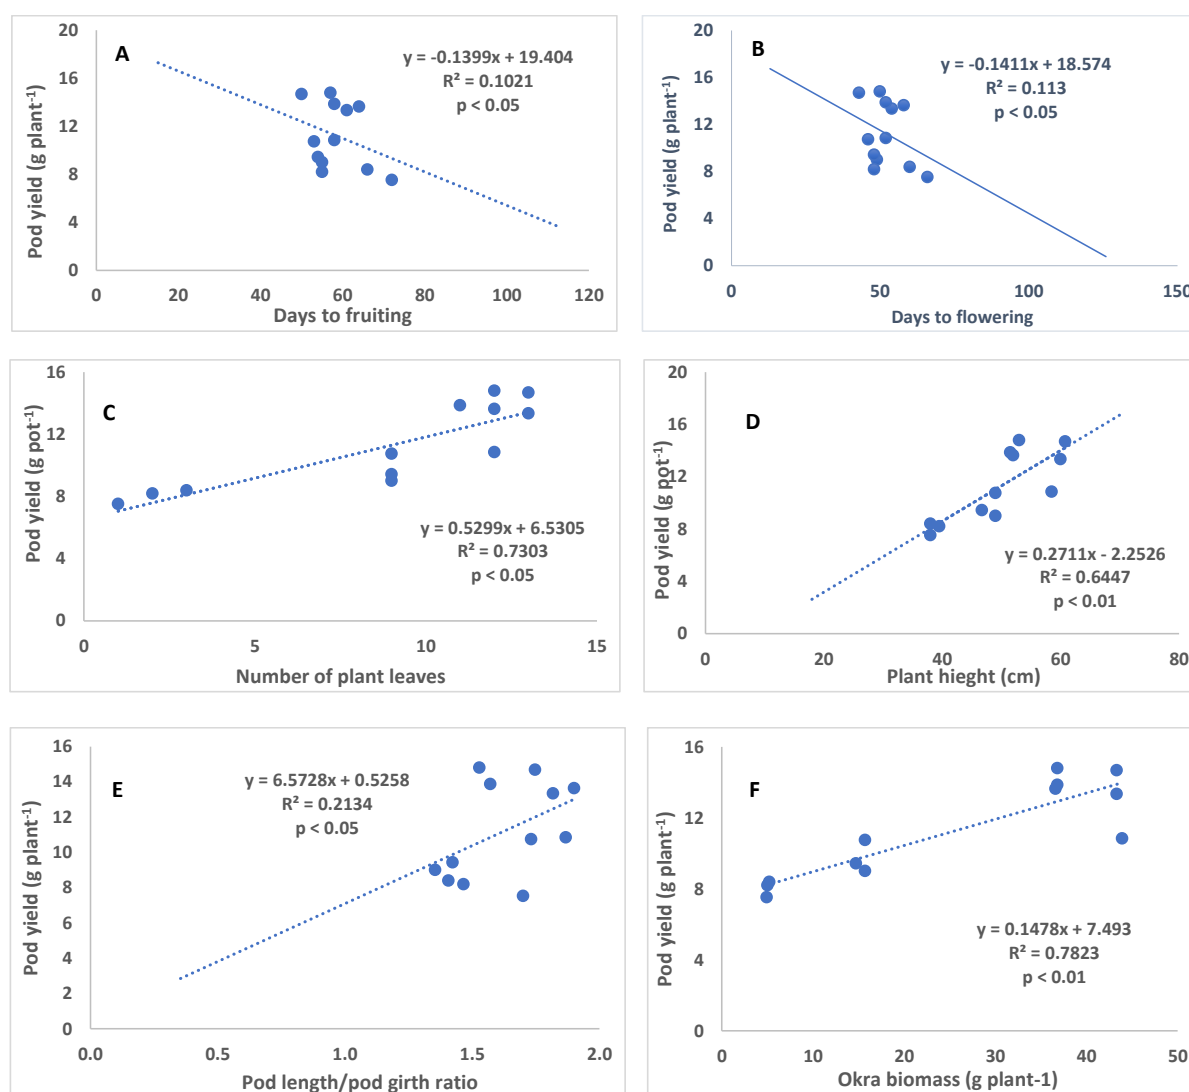 A
y = -0.1399x + 19.404
R² = 0.1021
p < 0.05
Pod yield (g plant⁻¹)
20
16
12
8
4
0
0 20 40 60 80 100 120
Days to fruiting
B
y = -0.1411x + 18.574
R² = 0.113
p < 0.05
Pod yield (g plant⁻¹)
20
16
12
8
4
0
0 50 100 150
Days to flowering
C
Pod yield (g pot⁻¹)
16
12
8
4
0
y = 0.5299x + 6.5305
R² = 0.7303
p < 0.05
0 5 10 15
Number of plant leaves
D
Pod yield (g pot⁻¹)
20
16
12
8
4
0
y = 0.2711x - 2.2526
R² = 0.6447
p < 0.01
0 20 40 60 80
Plant hieght (cm)
E
y = 6.5728x + 0.5258
R² = 0.2134
p < 0.05
Pod yield (g plant⁻¹)
16
14
12
10
8
6
4
2
0
0.0 0.5 1.0 1.5 2.0
Pod length/pod girth ratio
F
Pod yield (g plant⁻¹)
16
12
8
4
0
y = 0.1478x + 7.493
R² = 0.7823
p < 0.01
0 10 20 30 40 50
Okra biomass (g plant-1)